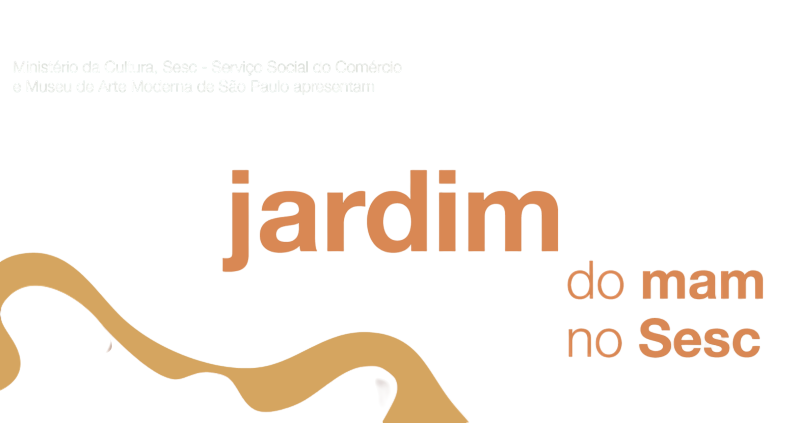 Ministério da Cultura, Sesc - Serviço Social do Comércio
e Museu de Arte Moderna de São Paulo apresentam
jardim
do mam
no Sesc